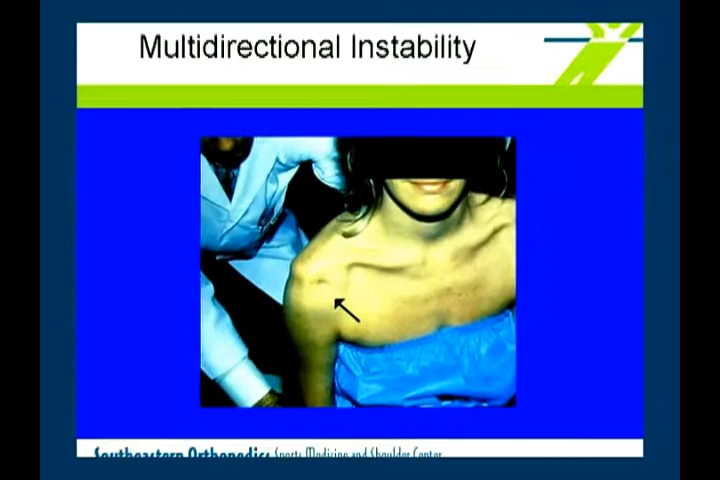 Multidirectional Instability
Southeastern Orthopedics Sports Medicine and Shoulder Center